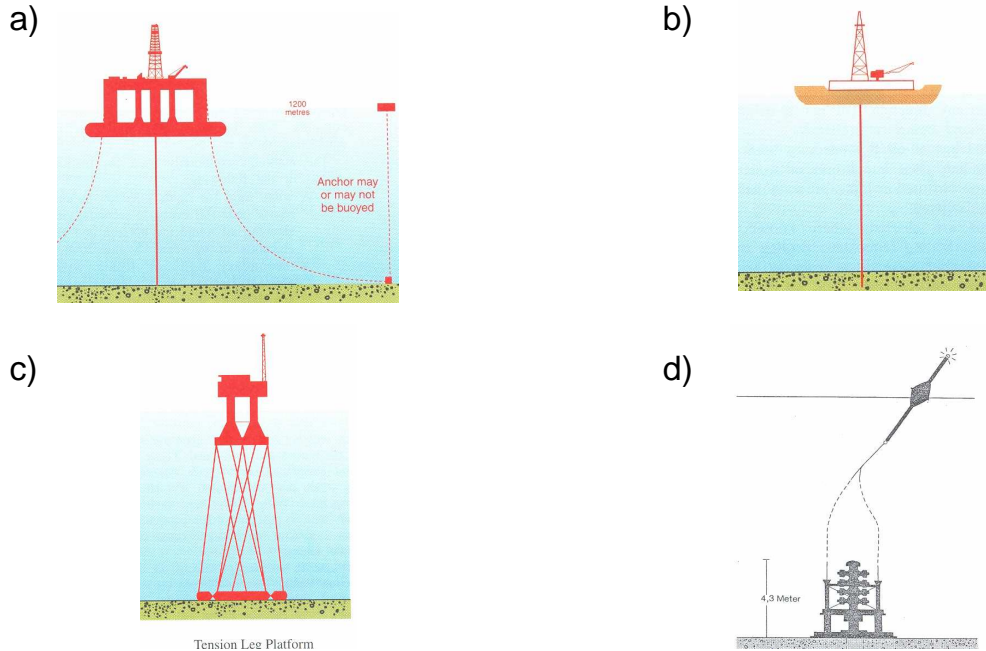 a)
b)
1200
metres
Anchor may
or may not
be buoyed
c)
d)
4,3 Meter
Tension Leg Platform